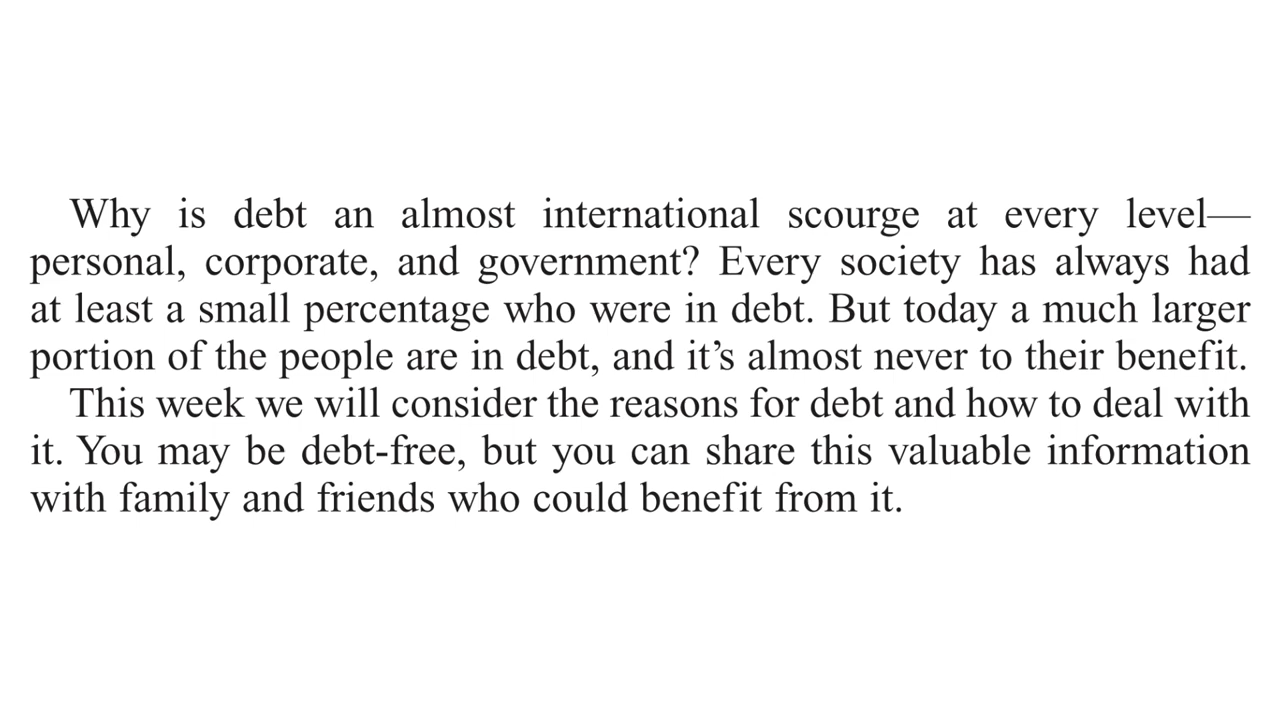 Why is debt an almost international scourge at every level—
personal, corporate, and government? Every society has always had
at least a small percentage who were in debt. But today a much larger
portion of the people are in debt, and it’s almost never to their benefit.
This week we will consider the reasons for debt and how to deal with
it. You may be debt-free, but you can share this valuable information
with family and friends who could benefit from it.